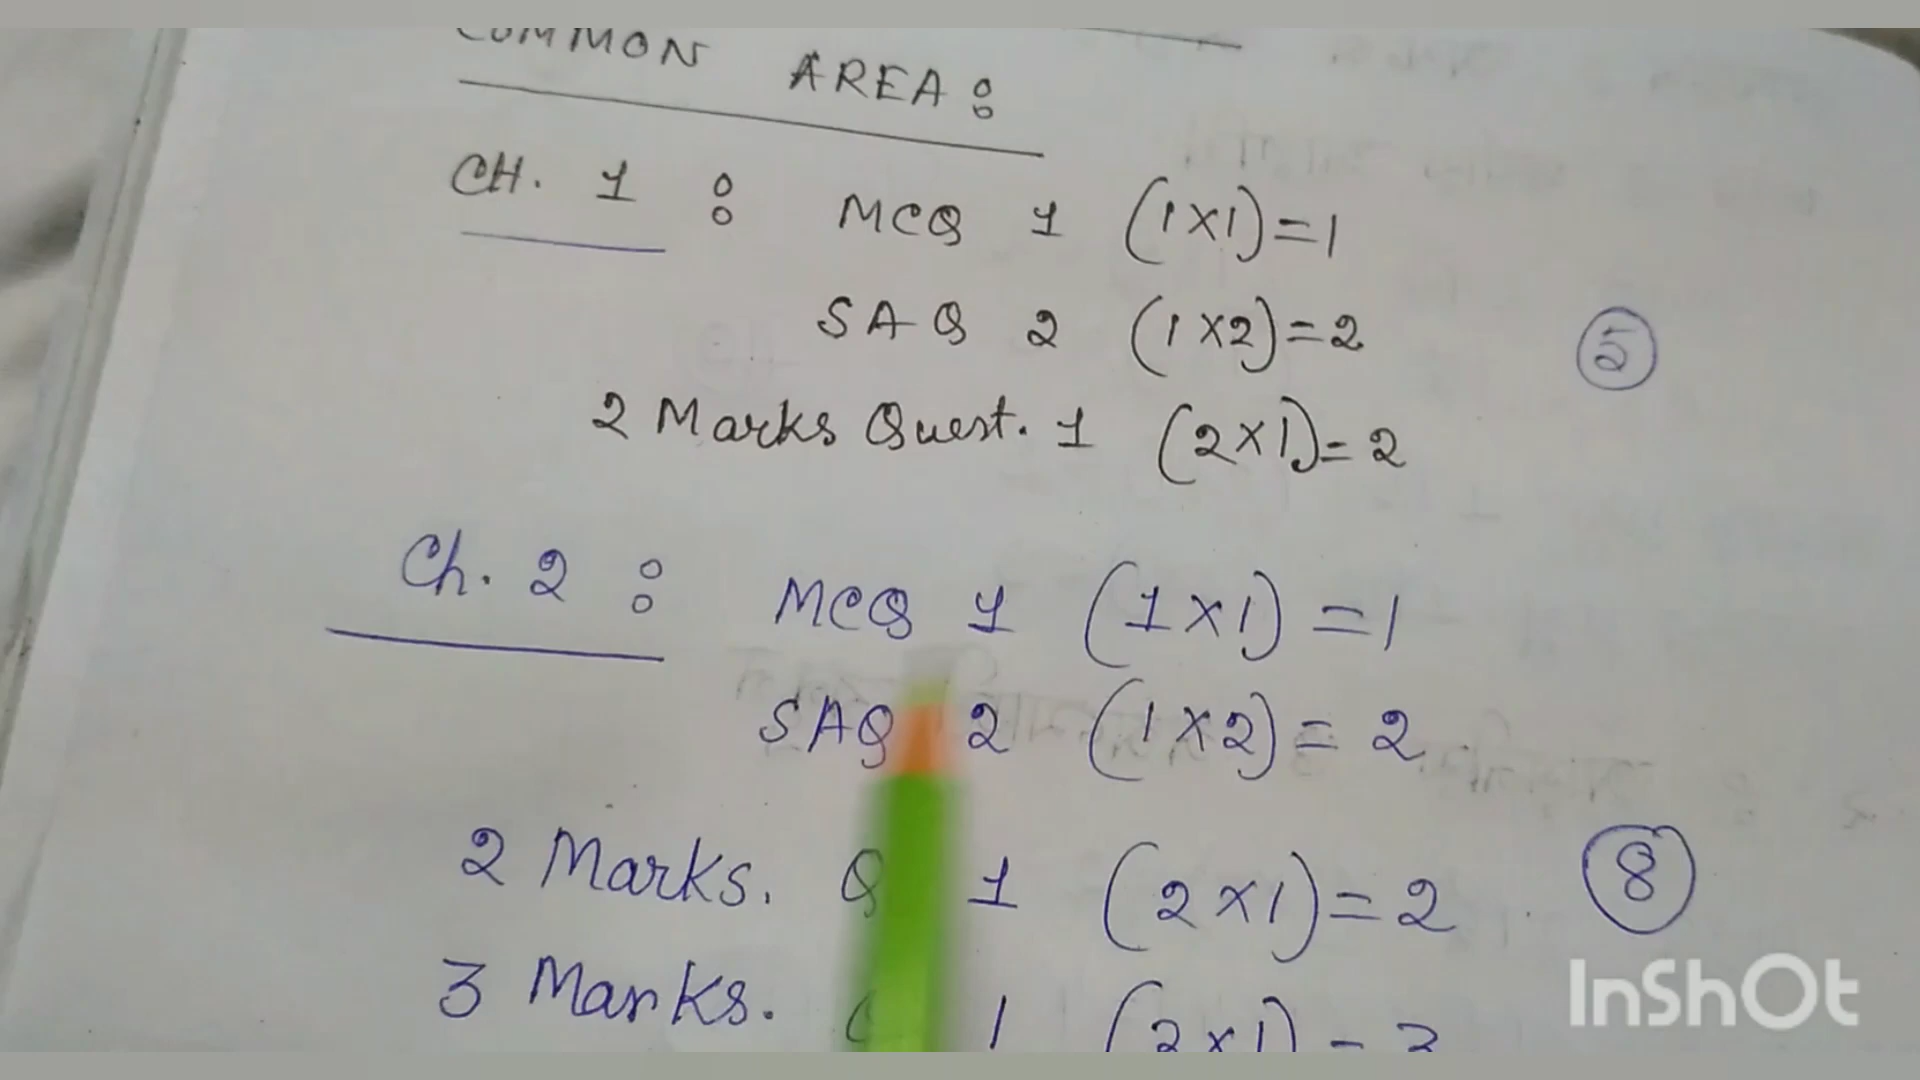 COMMON AREA:
CH. 1 : MCQ 1 (1×1)=1
SAQ 2 (1×2)=2
5
2 Marks Quest. 1 (2×1)=2
Ch. 2 : MCQ 1 (1×1)=1
SAQ 2 (1×2)=2
2 Marks. Q 1 (2×1)=2
8
3 Marks. 1
InShOt